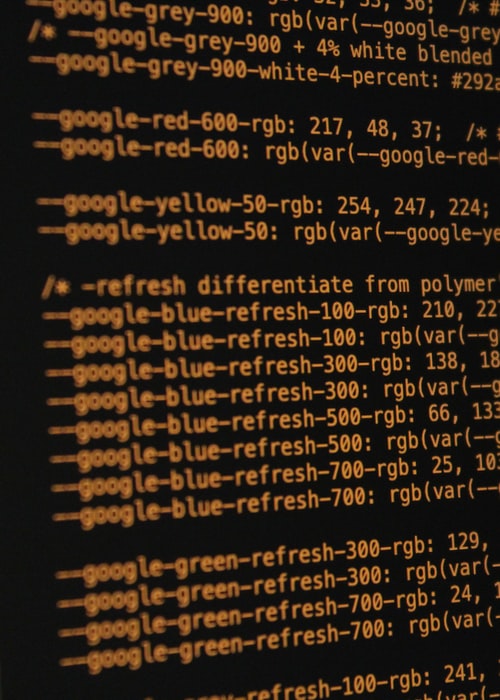 --google-grey-900: rgb(var(--google-grey
/* --google-grey-900 + 4% white blended
--google-grey-900-white-4-percent: #292a
--google-red-600-rgb: 217, 48, 37; /*
--google-red-600: rgb(var(--google-red-
--google-yellow-50-rgb: 254, 247, 224;
--google-yellow-50: rgb(var(--google-ye
/* -refresh differentiate from polymer'
--google-blue-refresh-100-rgb: 210, 22
--google-blue-refresh-100: rgb(var(--g
--google-blue-refresh-300-rgb: 138, 18
--google-blue-refresh-300: rgb(var(--g
--google-blue-refresh-500-rgb: 66, 133
--google-blue-refresh-500: rgb(var(--
--google-blue-refresh-700-rgb: 25, 103
--google-blue-refresh-700: rgb(var(--
--google-green-refresh-300-rgb: 129,
--google-green-refresh-300: rgb(var(-
--google-green-refresh-700-rgb: 24, 1
--google-green-refresh-700: rgb(var(-
-refresh-100-rgb: 241,